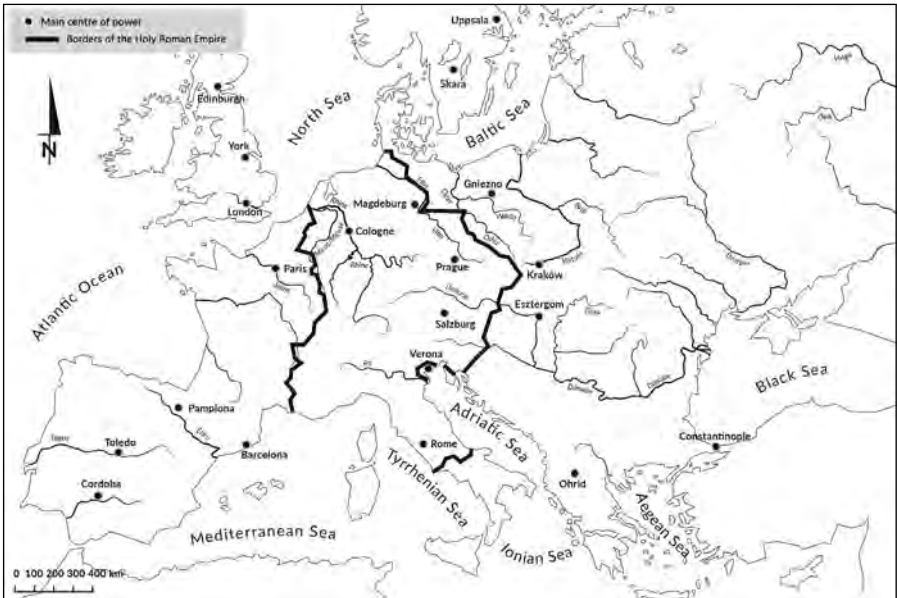 Main centre of power
Borders of the Holy Roman Empire
N
Uppsala
Skara
Edinburgh
North Sea
Baltic Sea
York
London
Gniezno
Magdeburg
Cologne
Paris
Prague
Kraków
Atlantic Ocean
Esztergom
Salzburg
Verona
Black Sea
Pamplona
Adriatic Sea
Toledo
Barcelona
Rome
Constantinople
Tyrrhenian Sea
Ohrid
Cordoba
Aegean Sea
Mediterranean Sea
Ionian Sea
0 100 200 300 400 km